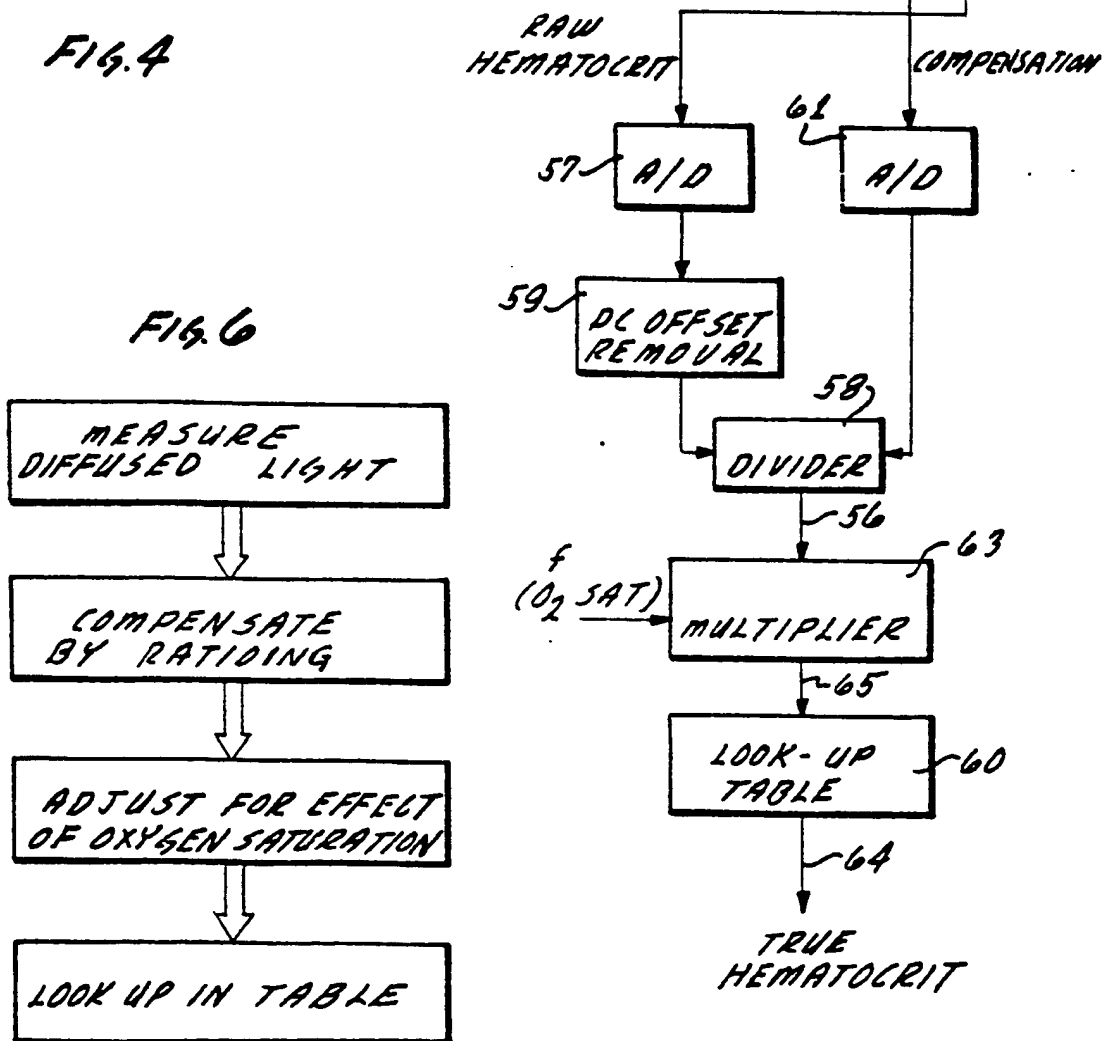 FIG.4
RAW
HEMATOCRIT
COMPENSATION
57
A/D
61
A/D
59
DC OFFSET
REMOVAL
58
DIVIDER
56
f
(O2 SAT)
63
MULTIPLIER
65
LOOK-UP
TABLE
60
64
TRUE
HEMATOCRIT
FIG.6
MEASURE
DIFFUSED LIGHT
COMPENSATE
BY RATIOING
ADJUST FOR EFFECT
OF OXYGEN SATURATION
LOOK UP IN TABLE